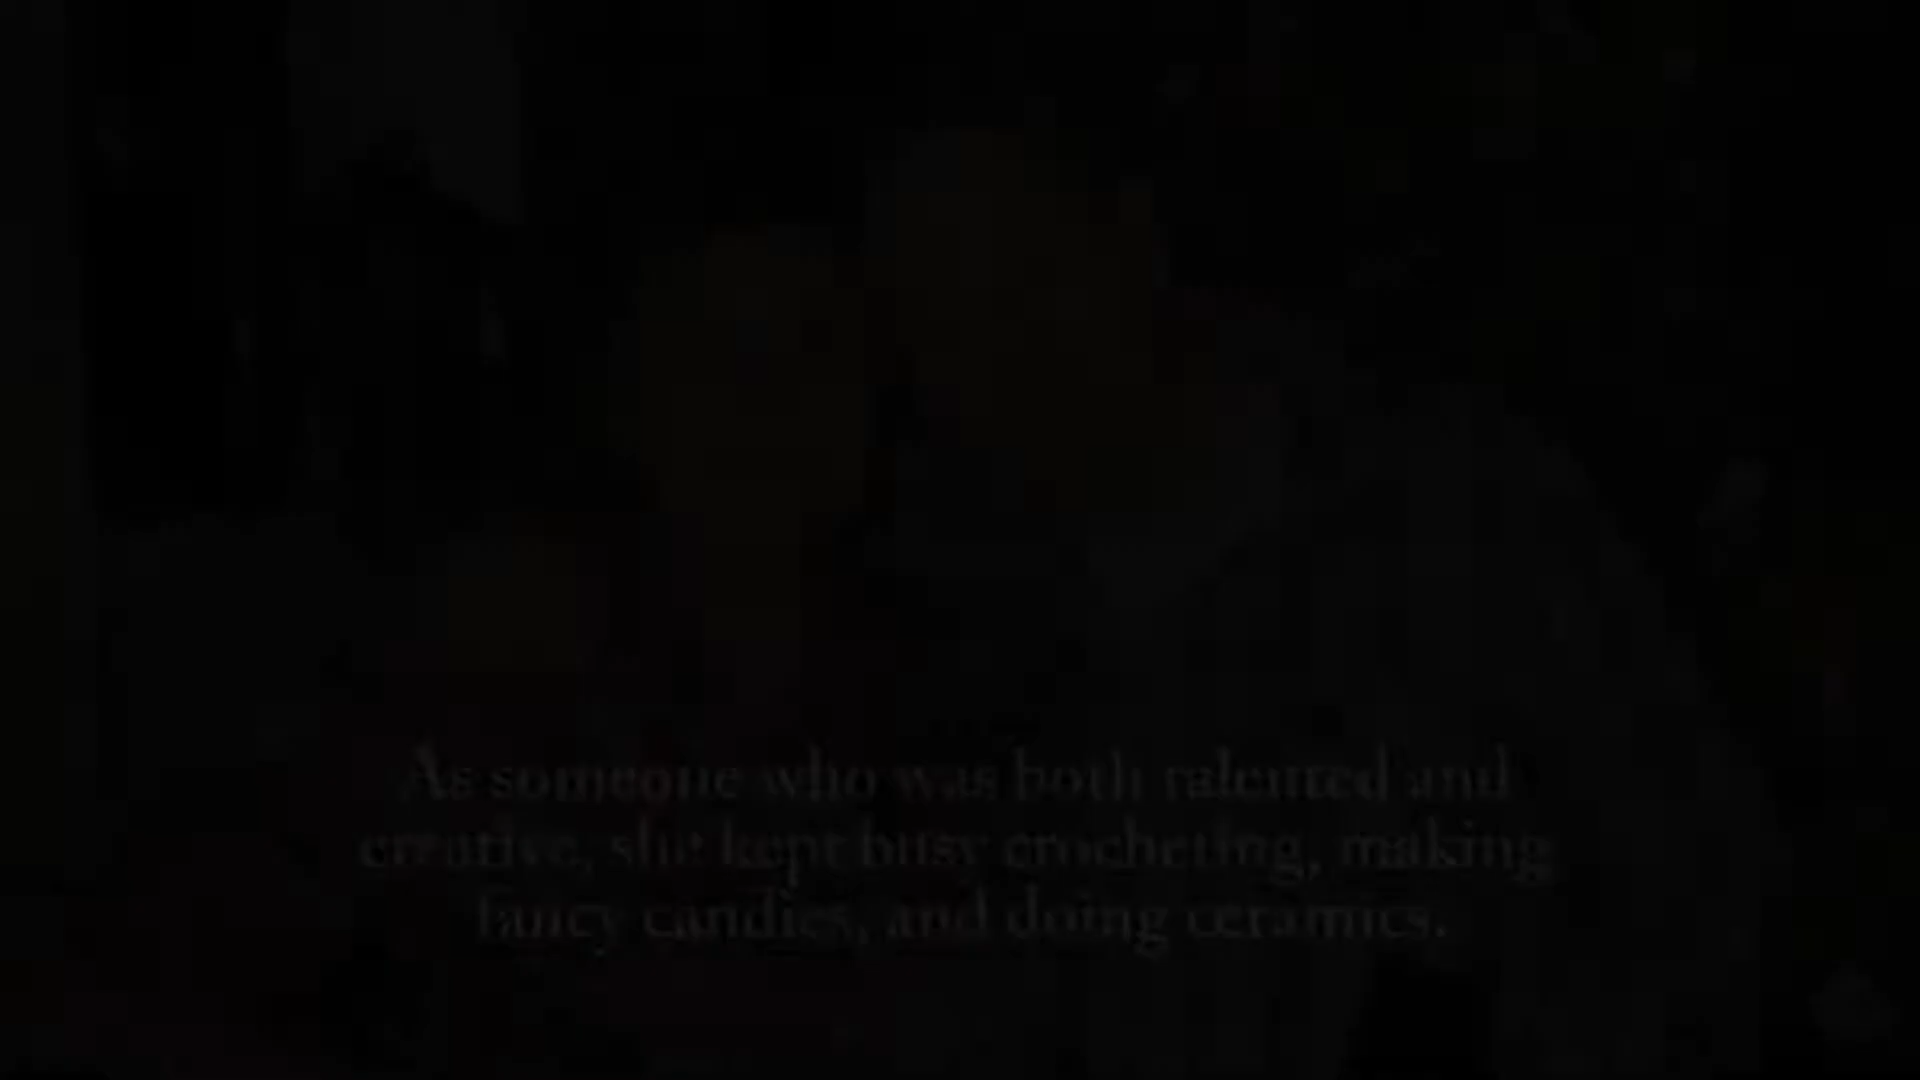 As someone who was both talented and
creative, she kept busy crocheting, making
fancy candies, and doing ceramics.